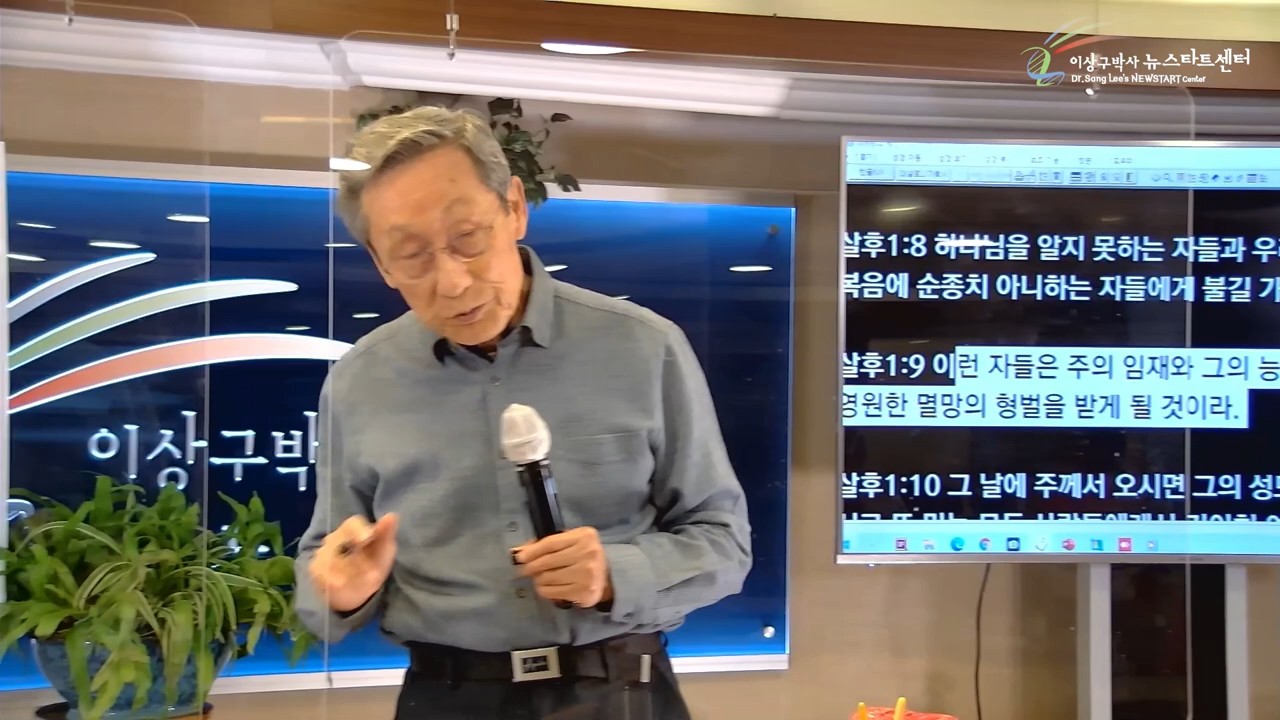 이상구박사 뉴스타트센터
Dr. Sang Lee's NEWSTART Center
살후1:8 하나님을 알지 못하는 자들과 우
복음에 순종치 아니하는 자들에게 불길 가
살후1:9 이런 자들은 주의 임재와 그의 능
영원한 멸망의 형벌을 받게 될 것이라.
살후1:10 그 날에 주께서 오시면 그의 성
이상구박